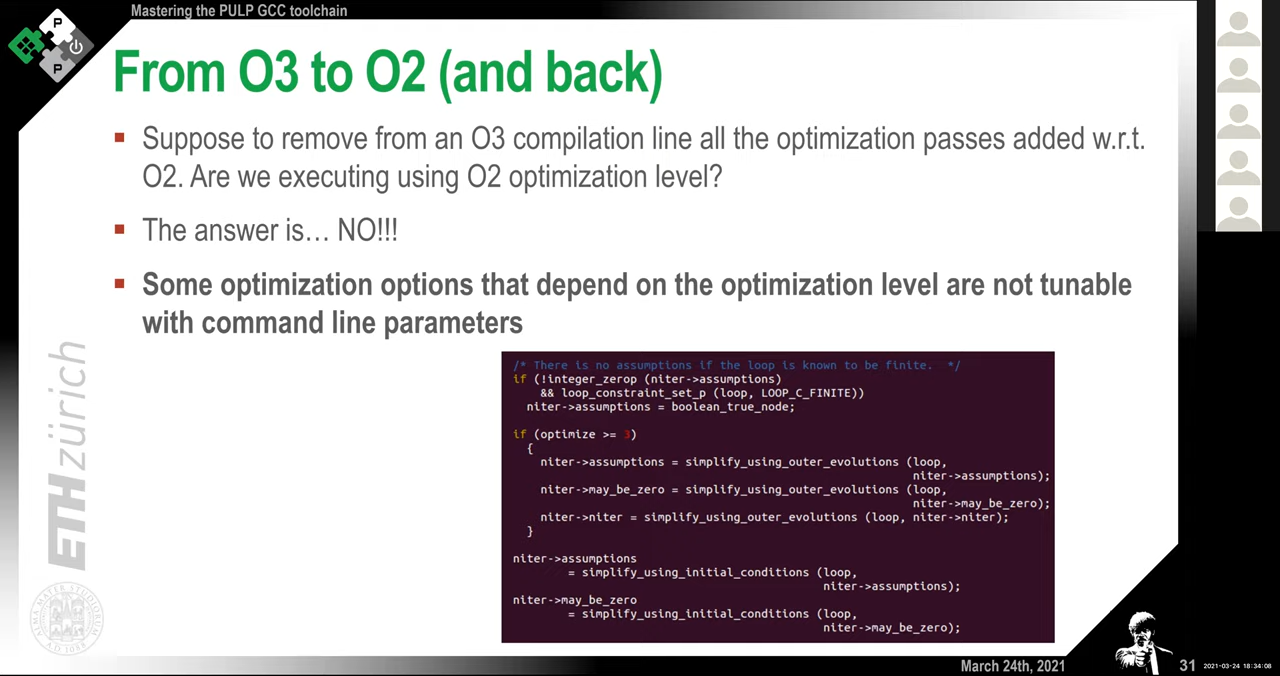 Mastering the PULP GCC toolchain
P
P
P
From O3 to O2 (and back)
Suppose to remove from an O3 compilation line all the optimization passes added w.r.t.
O2. Are we executing using O2 optimization level?
The answer is… NO!!!
Some optimization options that depend on the optimization level are not tunable
with command line parameters
/* There is no assumptions if the loop is known to be finite.  */
if (!integer_zerop (niter->assumptions)
&& loop_constraint_set_p (loop, LOOP_C_FINITE))
niter->assumptions = boolean_true_node;
if (optimize >= 3)
{
niter->assumptions = simplify_using_outer_evolutions (loop,
niter->assumptions);
niter->may_be_zero = simplify_using_outer_evolutions (loop,
niter->may_be_zero);
niter->niter = simplify_using_outer_evolutions (loop, niter->niter);
}
niter->assumptions
= simplify_using_initial_conditions (loop,
niter->assumptions);
niter->may_be_zero
= simplify_using_initial_conditions (loop,
niter->may_be_zero);
ETHzürich
ALMA MATER STUDIORUM
A.D. 1088
March 24th, 2021
31
2021-03-24 18:34:08